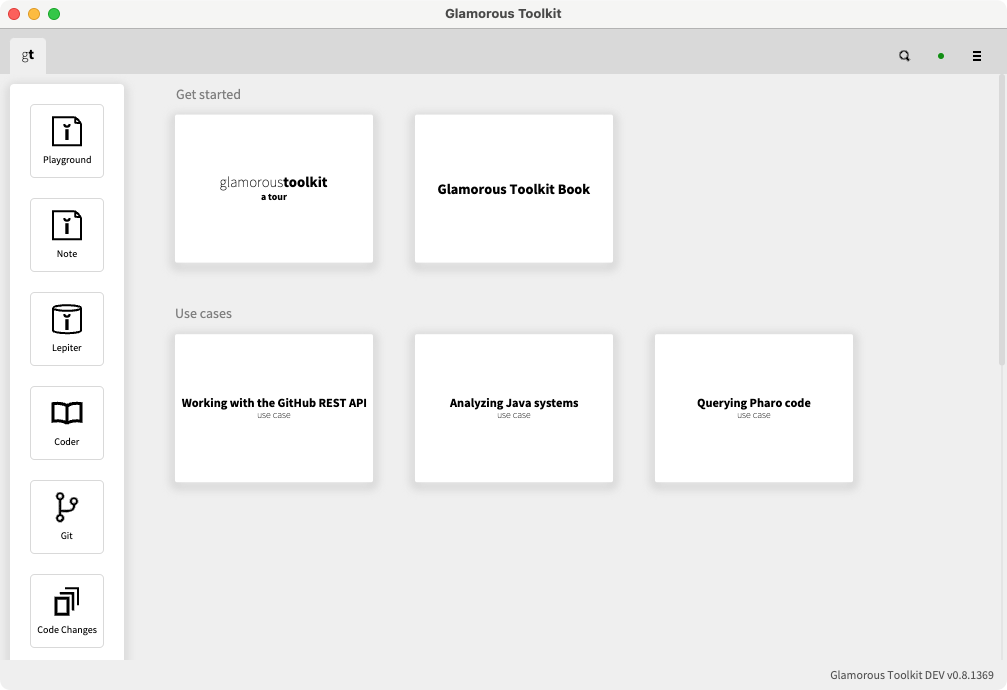 Glamorous Toolkit
gt
Playground
Note
Lepiter
Coder
Git
Code Changes
Get started
glamoroustoolkit
a tour
Glamorous Toolkit Book
Use cases
Working with the GitHub REST API
use case
Analyzing Java systems
use case
Querying Pharo code
use case
Glamorous Toolkit DEV v0.8.1369